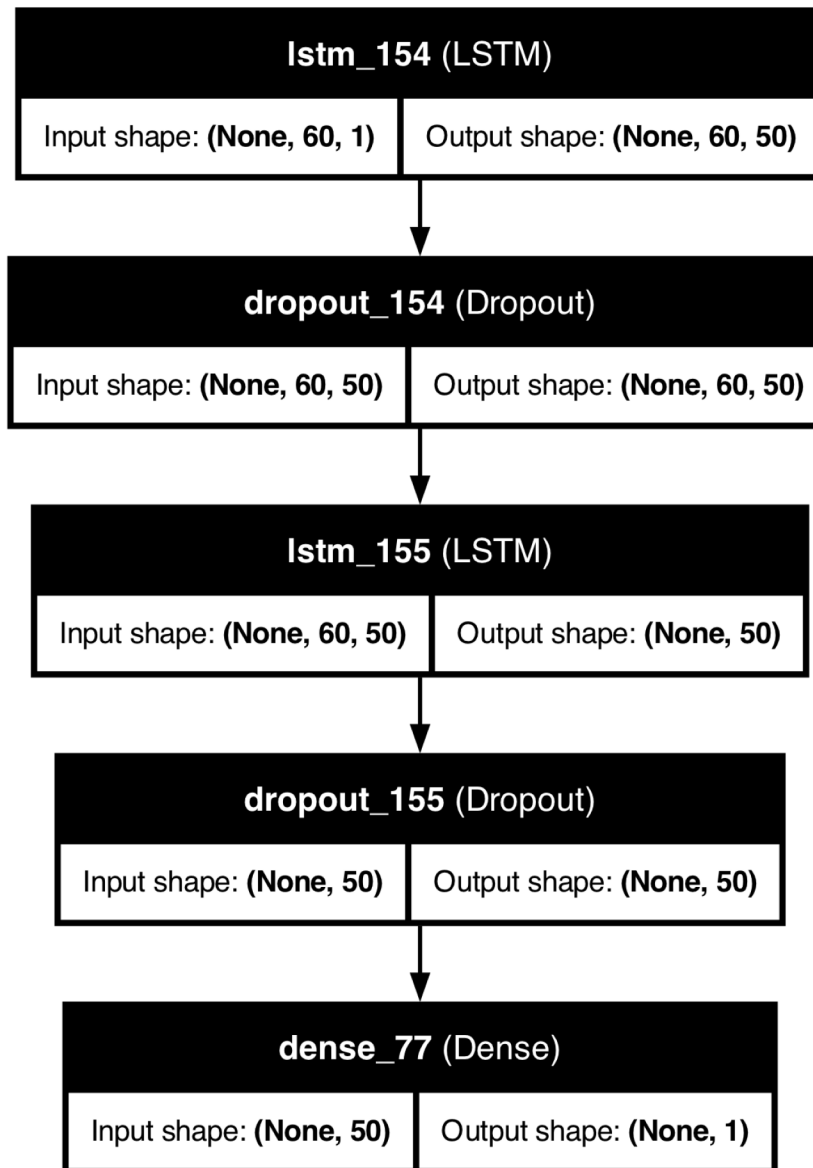 lstm_154 (LSTM)
Input shape: (None, 60, 1) Output shape: (None, 60, 50)
dropout_154 (Dropout)
Input shape: (None, 60, 50) Output shape: (None, 60, 50)
lstm_155 (LSTM)
Input shape: (None, 60, 50) Output shape: (None, 50)
dropout_155 (Dropout)
Input shape: (None, 50) Output shape: (None, 50)
dense_77 (Dense)
Input shape: (None, 50) Output shape: (None, 1)